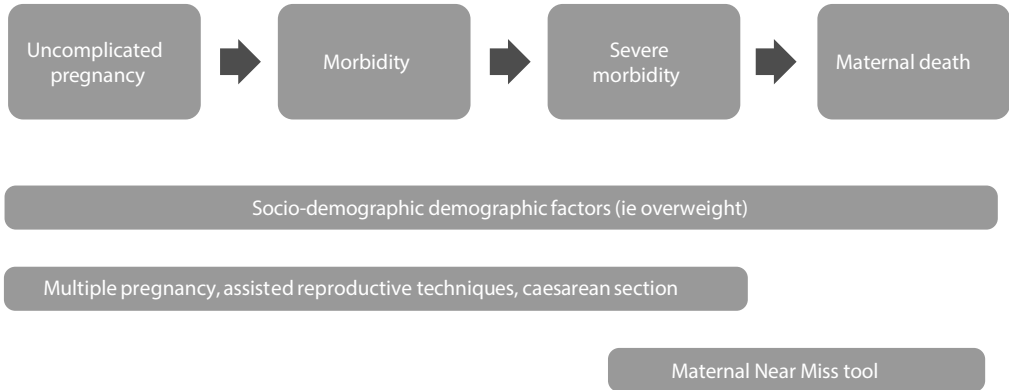 Uncomplicated
pregnancy
Morbidity
Severe
morbidity
Maternal death
Socio-demographic demographic factors (ie overweight)
Multiple pregnancy, assisted reproductive techniques, caesarean section
Maternal Near Miss tool